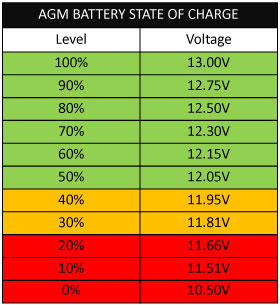 AGM BATTERY STATE OF CHARGE
Level Voltage
100% 13.00V
90% 12.75V
80% 12.50V
70% 12.30V
60% 12.15V
50% 12.05V
40% 11.95V
30% 11.81V
20% 11.66V
10% 11.51V
0% 10.50V